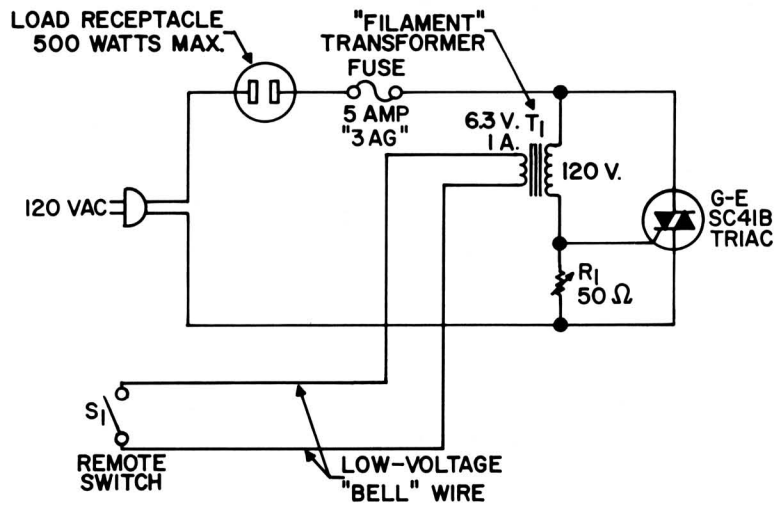 LOAD RECEPTACLE
500 WATTS MAX.
"FILAMENT"
TRANSFORMER
FUSE
5 AMP
"3 AG"
6.3 V. T1
1 A.
120 V.
120 VAC
G-E
SC41B
TRIAC
R1
50 Ω
S1
REMOTE
SWITCH
LOW-VOLTAGE
"BELL" WIRE